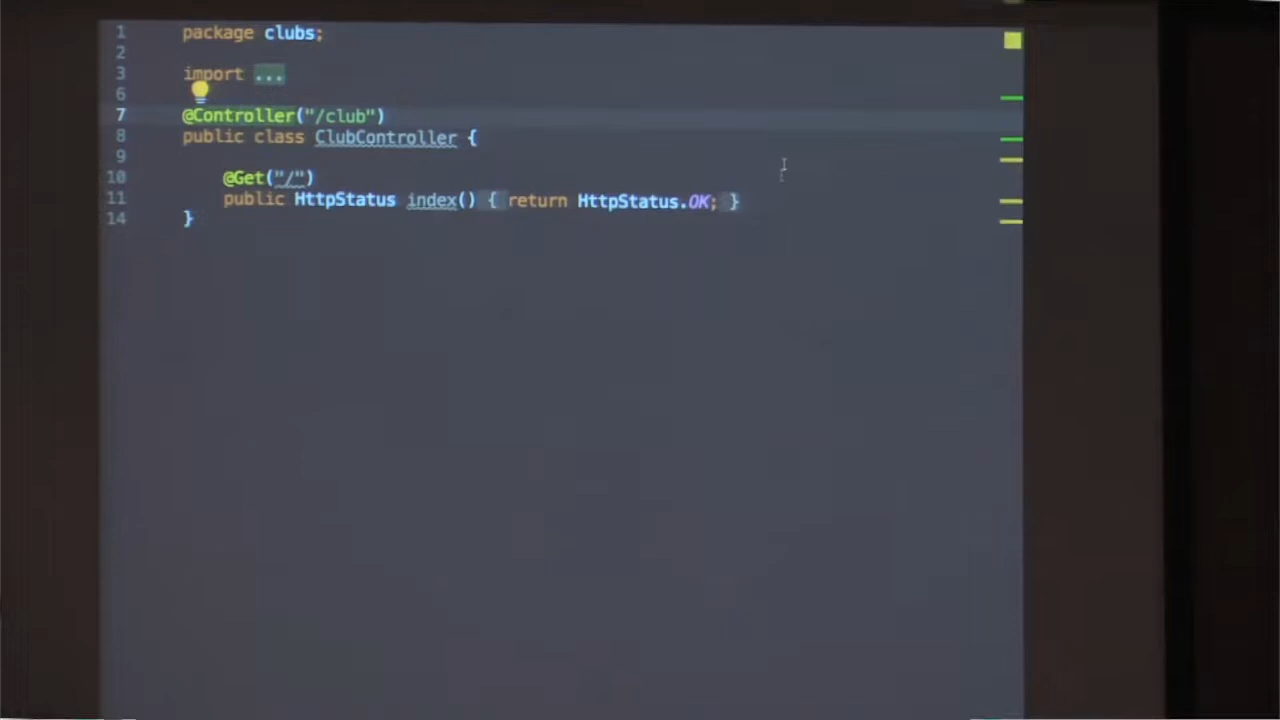 1 package clubs;
2
3 import ...
6
7 @Controller("/club")
8 public class ClubController {
9
10 @Get("/")
11 public HttpStatus index() { return HttpStatus.OK; }
14 }